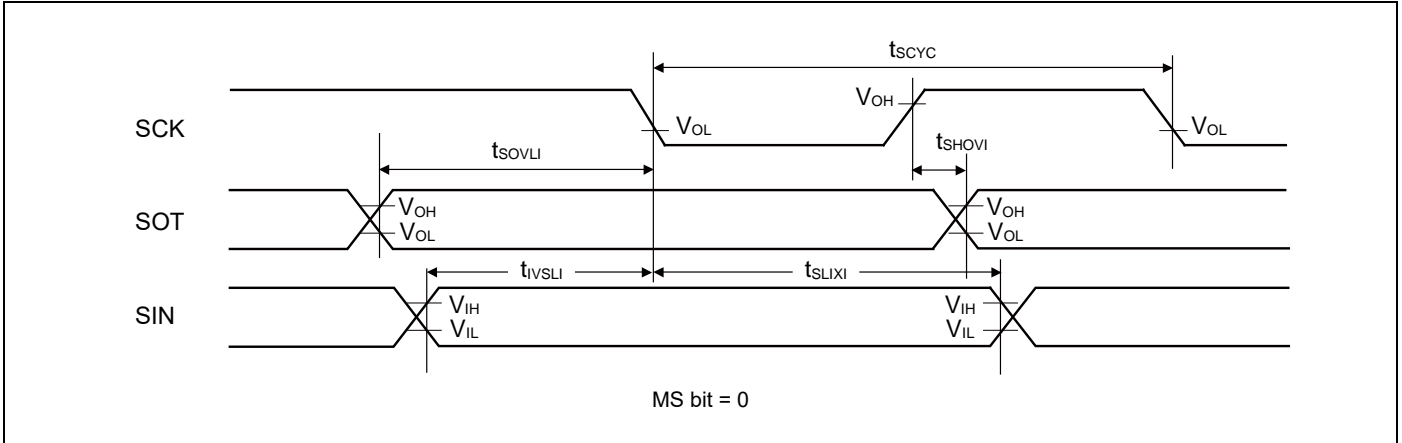 tSCYC
SCK
VOH
VOL
VOL
tSOVLI
tSHOVI
SOT
VOH
VOL
VOH
VOL
tIVSLI
tSLIXI
SIN
VIH
VIL
VIH
VIL
MS bit = 0